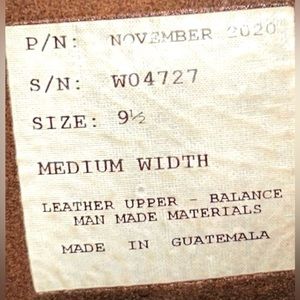 P/N: NOVEMBER 2020
S/N: W04727
SIZE: 9½
MEDIUM WIDTH
LEATHER UPPER - BALANCE
MAN MADE MATERIALS
MADE IN GUATEMALA